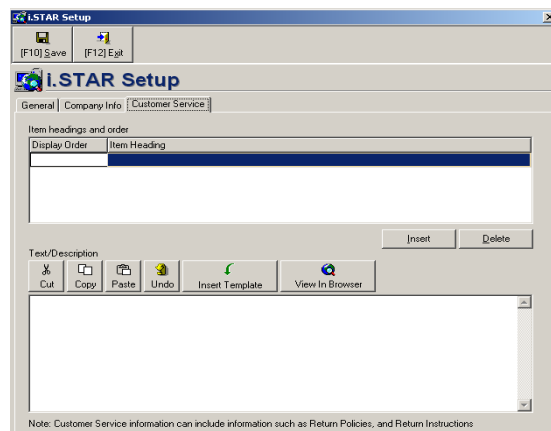 i.STAR Setup
[F10] Save [F12] Exit
i.STAR Setup
General Company Info Customer Service
Item headings and order
Display Order Item Heading
Insert Delete
Text/Description
Cut Copy Paste Undo Insert Template View In Browser
Note: Customer Service information can include information such as Return Policies, and Return Instructions